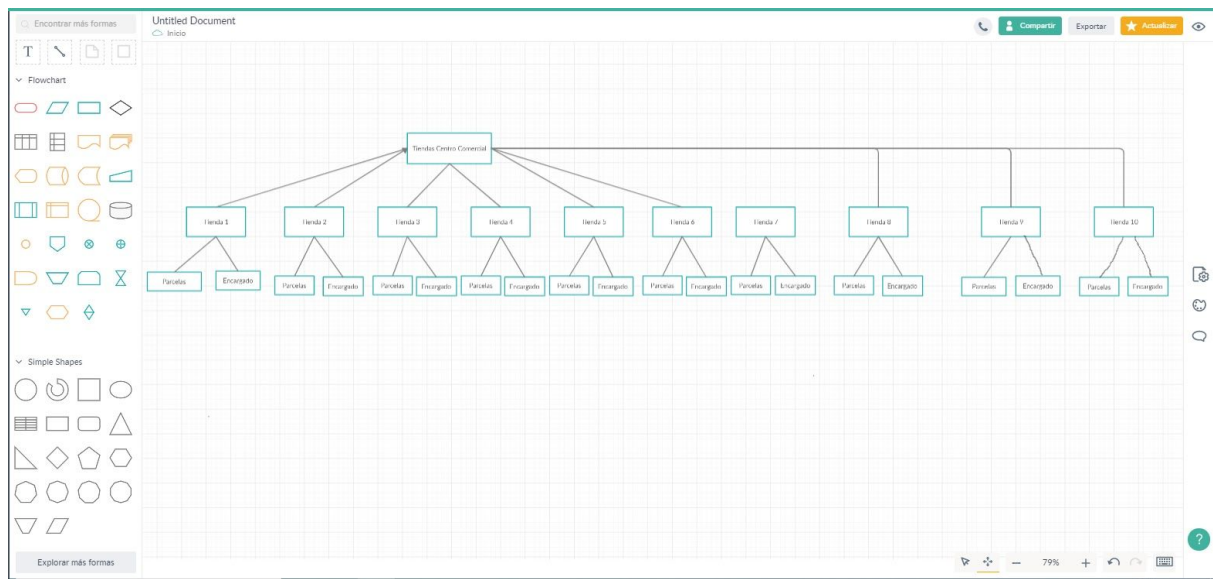 Encontrar más formas
Untitled Document
Inicio
Compartir
Exportar
Actualizar
T
Flowchart
Tiendas Centro Comercial
Tienda 1
Tienda 2
Tienda 3
Tienda 4
Tienda 5
Tienda 6
Tienda 7
Tienda 8
Tienda 9
Tienda 10
Parcelas
Encargado
Parcelas
Encargado
Parcelas
Encargado
Parcelas
Encargado
Parcelas
Encargado
Parcelas
Encargado
Parcelas
Encargado
Parcelas
Encargado
Parcelas
Encargado
Parcelas
Encargado
Simple Shapes
Explorar más formas
79%
?